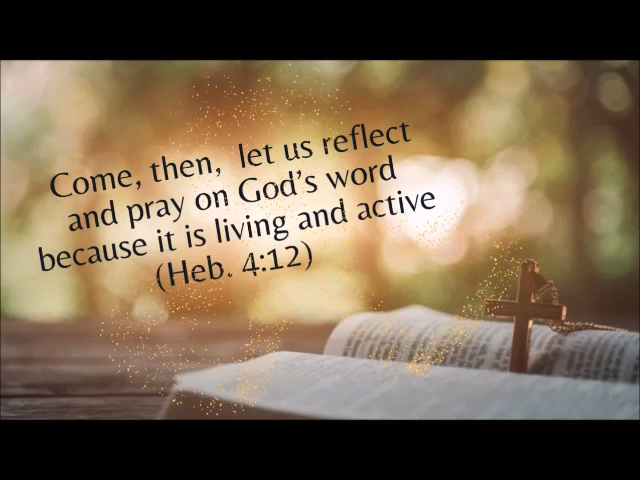 Come, then, let us reflect
and pray on God's word
because it is living and active
(Heb. 4:12)